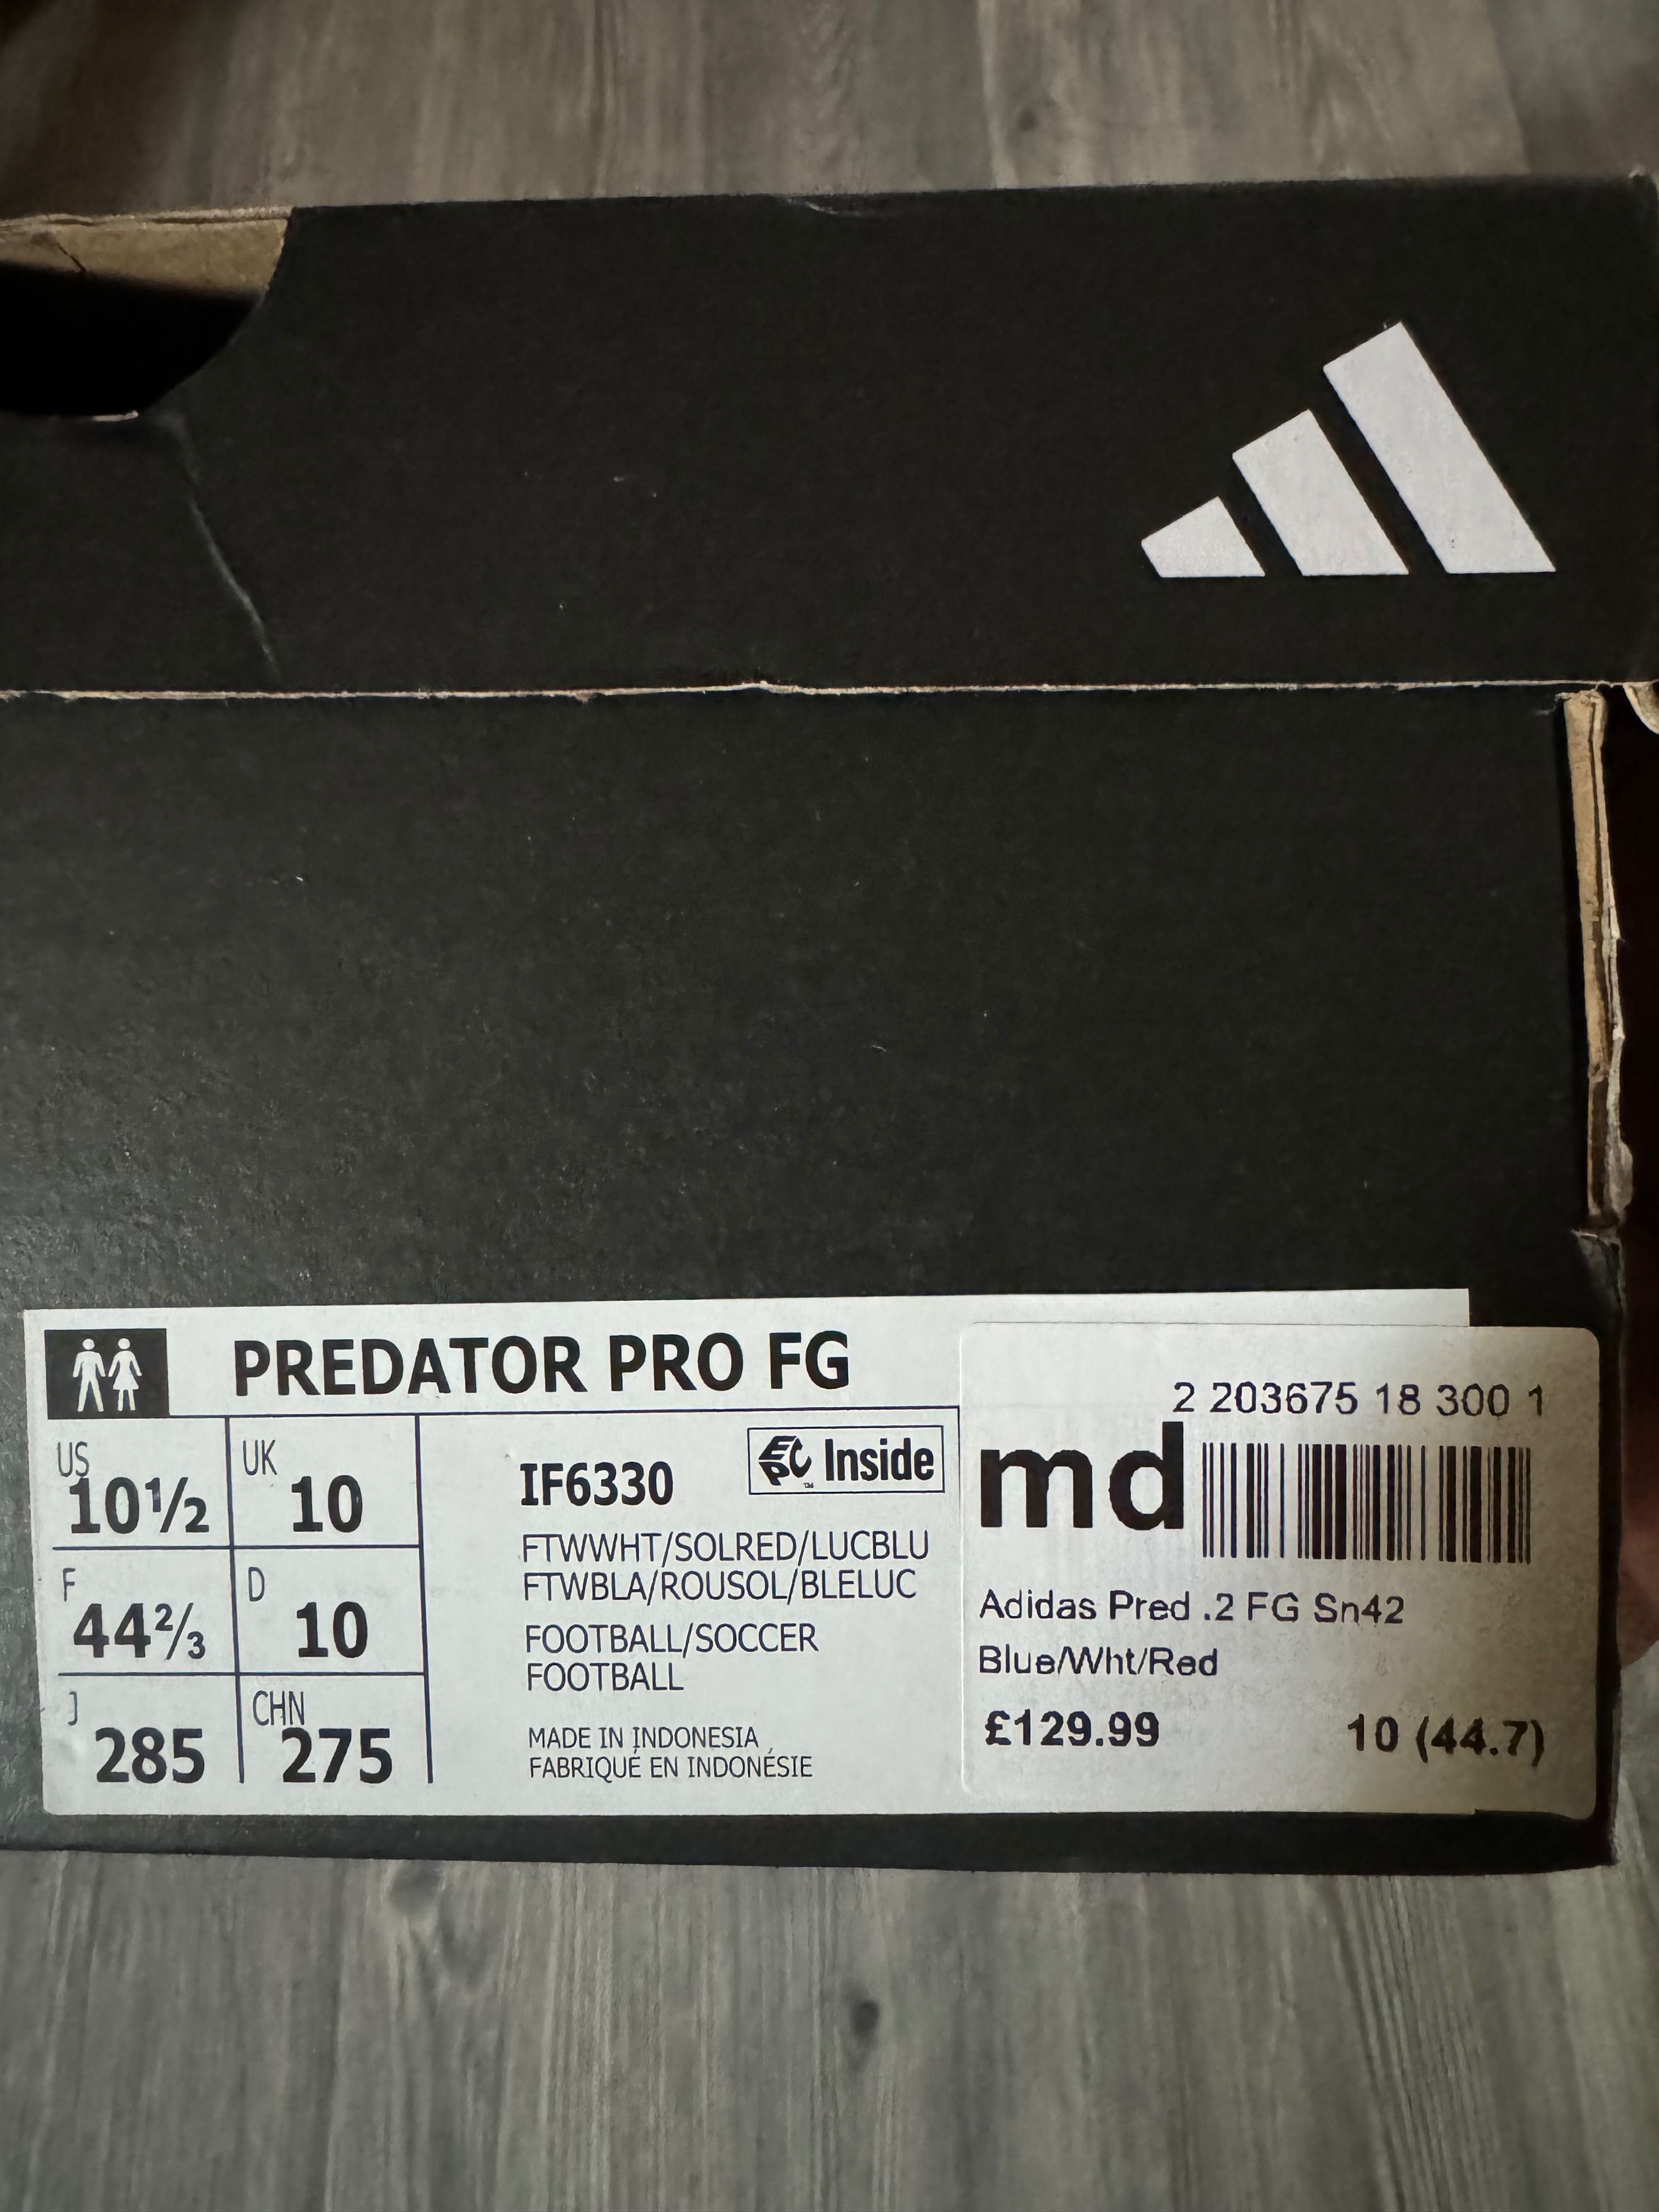 PREDATOR PRO FG
US
10½
UK
10
F
44⅔
D
10
J
285
CHN
275
IF6330
EPC Inside
™
FTWWHT/SOLRED/LUCBLU
FTWBLA/ROUSOL/BLELUC
FOOTBALL/SOCCER
FOOTBALL
MADE IN INDONESIA
FABRIQUÉ EN INDONÉSIE
2 203675 18 300 1
md
Adidas Pred .2 FG Sn42
Blue/Wht/Red
£129.99 10 (44.7)